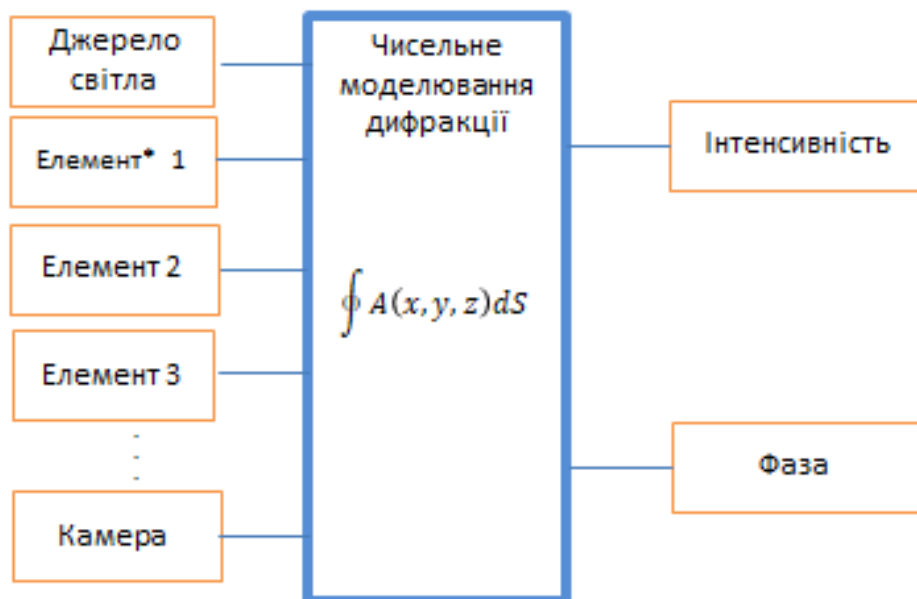 Джерело
світла
Елемент* 1
Елемент 2
Елемент 3
Камера
Чисельне
моделювання
дифракції
∮ A(x, y, z)dS
Інтенсивність
Фаза